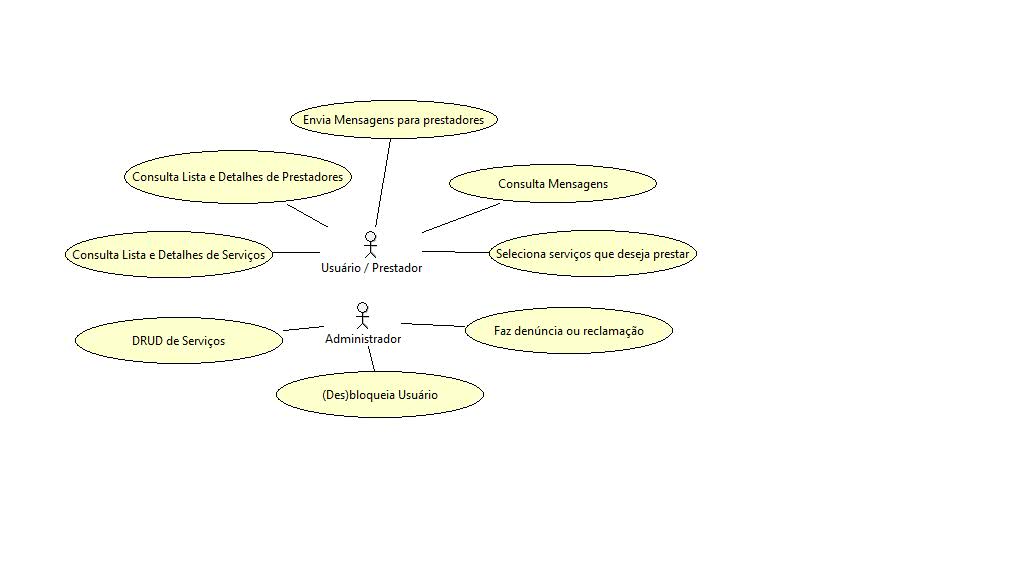 Envia Mensagens para prestadores
Consulta Lista e Detalhes de Prestadores
Consulta Mensagens
Consulta Lista e Detalhes de Serviços
Seleciona serviços que deseja prestar
Usuário / Prestador
Faz denúncia ou reclamação
DRUD de Serviços
Administrador
(Des)bloqueia Usuário